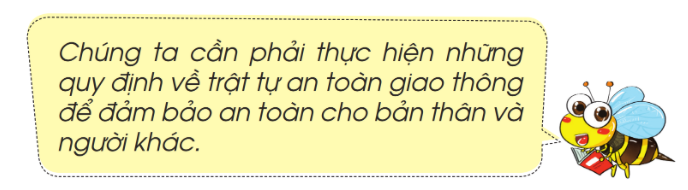 Chúng ta cần phải thực hiện những
quy định về trật tự an toàn giao thông
để đảm bảo an toàn cho bản thân và
người khác.